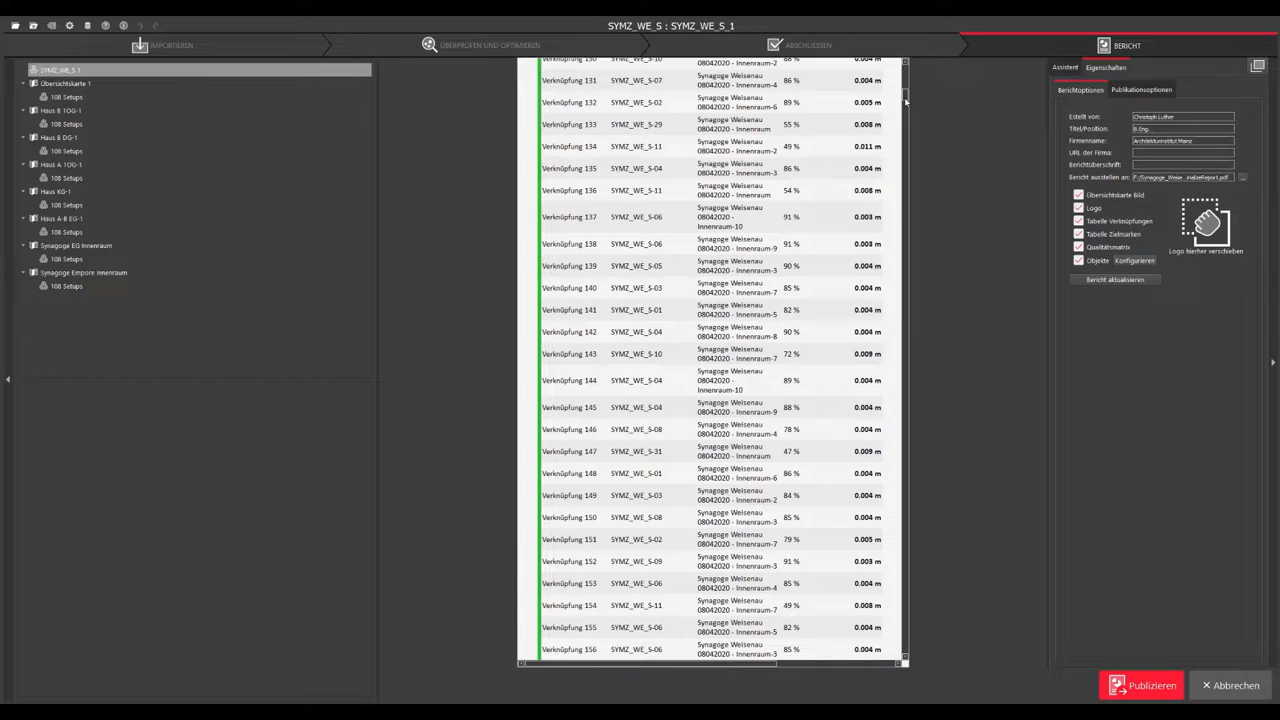 SYMZ_WE_S : SYMZ_WE_S_1
IMPORTIEREN
ÜBERPRÜFEN UND OPTIMIEREN
ABSCHLIESSEN
BERICHT
SYMZ_WE_S 1
Übersichtskarte 1
108 Setups
Haus B 1OG-1
108 Setups
Haus B DG-1
108 Setups
Haus A 1OG-1
108 Setups
Haus KG-1
108 Setups
Haus A-B EG-1
108 Setups
Synagoge EG Innenraum
108 Setups
Synagoge Empore Innenraum
108 Setups
08042020 - Innenraum-2
Verknüpfung 131 SYMZ_WE_S-07 Synagoge Weisenau 08042020 - Innenraum-4 86 % 0.004 m
Verknüpfung 132 SYMZ_WE_S-02 Synagoge Weisenau 08042020 - Innenraum-6 89 % 0.005 m
Verknüpfung 133 SYMZ_WE_S-29 Synagoge Weisenau 08042020 - Innenraum 55 % 0.008 m
Verknüpfung 134 SYMZ_WE_S-11 Synagoge Weisenau 08042020 - Innenraum-2 49 % 0.011 m
Verknüpfung 135 SYMZ_WE_S-04 Synagoge Weisenau 08042020 - Innenraum-3 86 % 0.004 m
Verknüpfung 136 SYMZ_WE_S-11 Synagoge Weisenau 08042020 - Innenraum 54 % 0.008 m
Verknüpfung 137 SYMZ_WE_S-06 Synagoge Weisenau 08042020 - Innenraum-10 91 % 0.003 m
Verknüpfung 138 SYMZ_WE_S-06 Synagoge Weisenau 08042020 - Innenraum-9 91 % 0.003 m
Verknüpfung 139 SYMZ_WE_S-05 Synagoge Weisenau 08042020 - Innenraum-3 90 % 0.004 m
Verknüpfung 140 SYMZ_WE_S-03 Synagoge Weisenau 08042020 - Innenraum-7 85 % 0.004 m
Verknüpfung 141 SYMZ_WE_S-01 Synagoge Weisenau 08042020 - Innenraum-5 82 % 0.004 m
Verknüpfung 142 SYMZ_WE_S-04 Synagoge Weisenau 08042020 - Innenraum-8 90 % 0.004 m
Verknüpfung 143 SYMZ_WE_S-10 Synagoge Weisenau 08042020 - Innenraum-7 72 % 0.009 m
Verknüpfung 144 SYMZ_WE_S-04 Synagoge Weisenau 08042020 - Innenraum-10 89 % 0.004 m
Verknüpfung 145 SYMZ_WE_S-04 Synagoge Weisenau 08042020 - Innenraum-9 88 % 0.004 m
Verknüpfung 146 SYMZ_WE_S-08 Synagoge Weisenau 08042020 - Innenraum-4 78 % 0.004 m
Verknüpfung 147 SYMZ_WE_S-31 Synagoge Weisenau 08042020 - Innenraum 47 % 0.009 m
Verknüpfung 148 SYMZ_WE_S-01 Synagoge Weisenau 08042020 - Innenraum-6 86 % 0.004 m
Verknüpfung 149 SYMZ_WE_S-03 Synagoge Weisenau 08042020 - Innenraum-2 84 % 0.004 m
Verknüpfung 150 SYMZ_WE_S-08 Synagoge Weisenau 08042020 - Innenraum-3 85 % 0.004 m
Verknüpfung 151 SYMZ_WE_S-02 Synagoge Weisenau 08042020 - Innenraum-7 79 % 0.005 m
Verknüpfung 152 SYMZ_WE_S-09 Synagoge Weisenau 08042020 - Innenraum-3 91 % 0.003 m
Verknüpfung 153 SYMZ_WE_S-06 Synagoge Weisenau 08042020 - Innenraum-4 85 % 0.004 m
Verknüpfung 154 SYMZ_WE_S-11 Synagoge Weisenau 08042020 - Innenraum-7 49 % 0.008 m
Verknüpfung 155 SYMZ_WE_S-06 Synagoge Weisenau 08042020 - Innenraum-5 82 % 0.004 m
Verknüpfung 156 SYMZ_WE_S-06 Synagoge Weisenau 08042020 - Innenraum-3 85 % 0.004 m
Assistent Eigenschaften
Berichtoptionen Publikationsoptionen
Estellt von: Christoph Luther
Titel/Position: B.Eng.
Firmenname: Architekturinstitut Mainz
URL der Firma:
Berichtüberschrift:
Bericht ausstellen an: F:/Synagoge_Weise...inalizeReport.pdf ...
Übersichtskarte Bild
Logo
Tabelle Verknüpfungen
Tabelle Zielmarken
Qualitätsmatrix
Objekte Konfigurieren
Logo hierher verschieben
Bericht aktualisieren
Publizieren
Abbrechen